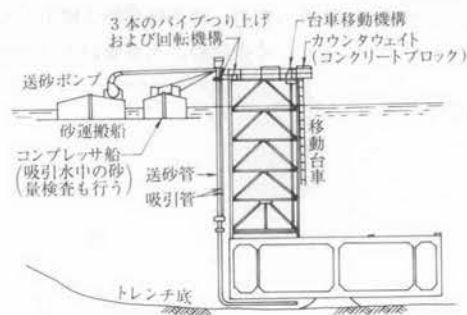 3本のパイプつり上げ
および回転機構
台車移動機構
カウンタウェイト
(コンクリートブロック)
送砂ポンプ
砂運搬船
コンプレッサ船
(吸引水中の砂
量検査も行う)
送砂管
吸引管
移動台車
トレンチ底